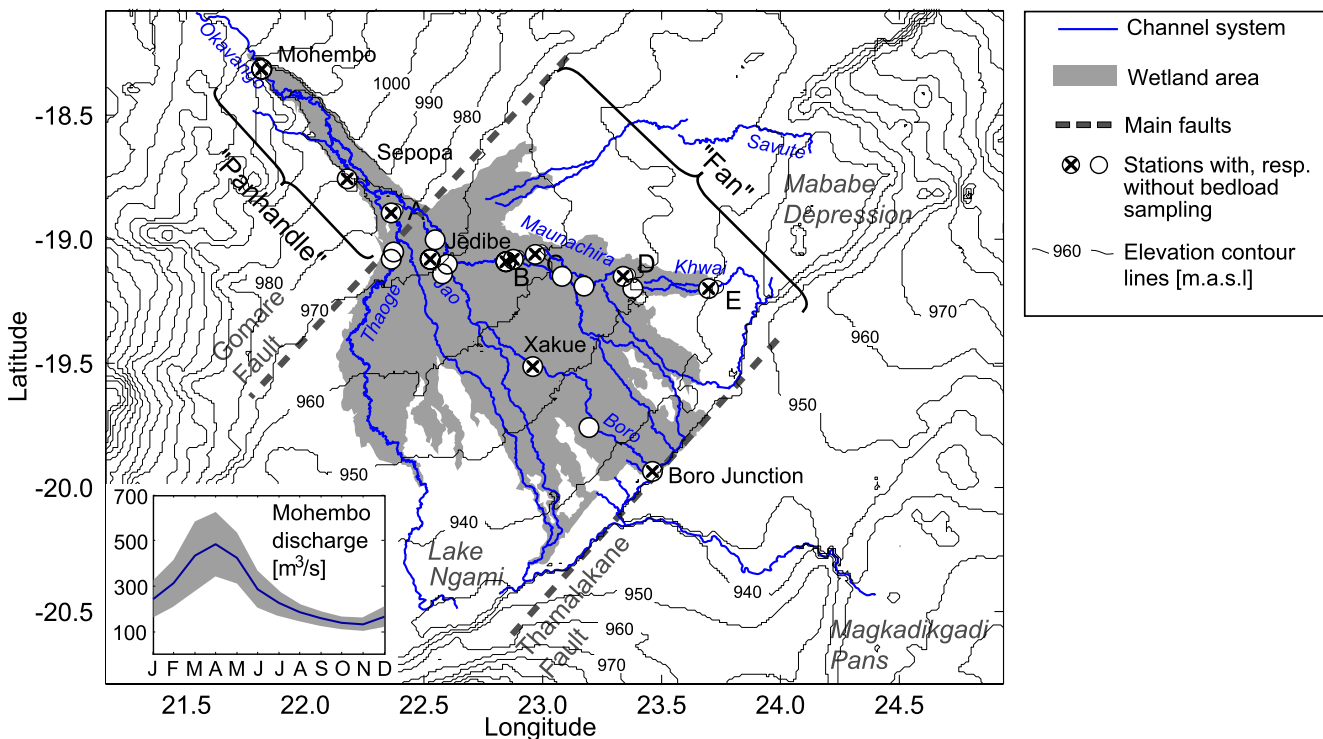 Okavango
Mohembo
1000
990
980
Sepopa
"Panhandle"
"Fan"
Savute
Mababe
Depression
A
Jedibe
Maunachira
B
C
D
Khwai
E
Thaoge
Jao
Gomare
Fault
980
970
960
950
940
Xakue
Boro
Boro Junction
970
960
950
Lake
Ngami
Thamalakane
Fault
950
960
970
940
Magkadikgadi
Pans
700
500
300
100
J F M A M J J A S O N D
Mohembo
discharge
[m3/s]
-18.5
-19.0
-19.5
-20.0
-20.5
Latitude
21.5
22.0
22.5
23.0
23.5
24.0
24.5
Longitude
Channel system
Wetland area
Main faults
Stations with, resp.
without bedload
sampling
960
Elevation contour
lines [m.a.s.l]